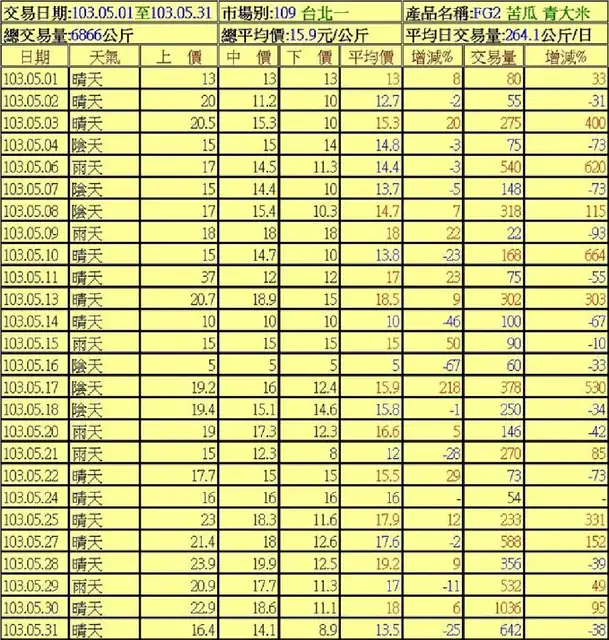 交易日期:103.05.01至103.05.31 市場別:109 台北一 產品名稱:FG2 苦瓜 青大米
總交易量:6866公斤 總平均價:15.9元/公斤 平均日交易量:264.1公斤/日
日期 天氣 上 價 中 價 下 價 平均價 增減% 交易量 增減%
103.05.01 晴天 13 13 13 13 8 80 33
103.05.02 晴天 20 11.2 10 12.7 -2 55 -31
103.05.03 晴天 20.5 15.3 10 15.3 20 275 400
103.05.04 陰天 15 15 14 14.8 -3 75 -73
103.05.06 雨天 17 14.5 11.3 14.4 -3 540 620
103.05.07 陰天 15 14.4 10 13.7 -5 148 -73
103.05.08 陰天 17 15.4 10.3 14.7 7 318 115
103.05.09 雨天 18 18 18 18 22 22 -93
103.05.10 晴天 15 14.7 10 13.8 -23 168 664
103.05.11 晴天 37 12 12 17 23 75 -55
103.05.13 晴天 20.7 18.9 15 18.5 9 302 303
103.05.14 晴天 10 10 10 10 -46 100 -67
103.05.15 雨天 15 15 15 15 50 90 -10
103.05.16 陰天 5 5 5 5 -67 60 -33
103.05.17 陰天 19.2 16 12.4 15.9 218 378 530
103.05.18 陰天 19.4 15.1 14.6 15.8 -1 250 -34
103.05.20 雨天 19 17.3 12.3 16.6 5 146 -42
103.05.21 雨天 15 12.3 8 12 -28 270 85
103.05.22 晴天 17.7 15 15 15.5 29 73 -73
103.05.24 晴天 16 16 16 16 - 54 -
103.05.25 晴天 23 18.3 11.6 17.9 12 233 331
103.05.27 晴天 21.4 18 12.6 17.6 -2 588 152
103.05.28 晴天 23.9 19.9 12.5 19.2 9 356 -39
103.05.29 雨天 20.9 17.7 11.3 17 -11 532 49
103.05.30 晴天 22.9 18.6 11.1 18 6 1036 95
103.05.31 晴天 16.4 14.1 8.9 13.5 -25 642 -38